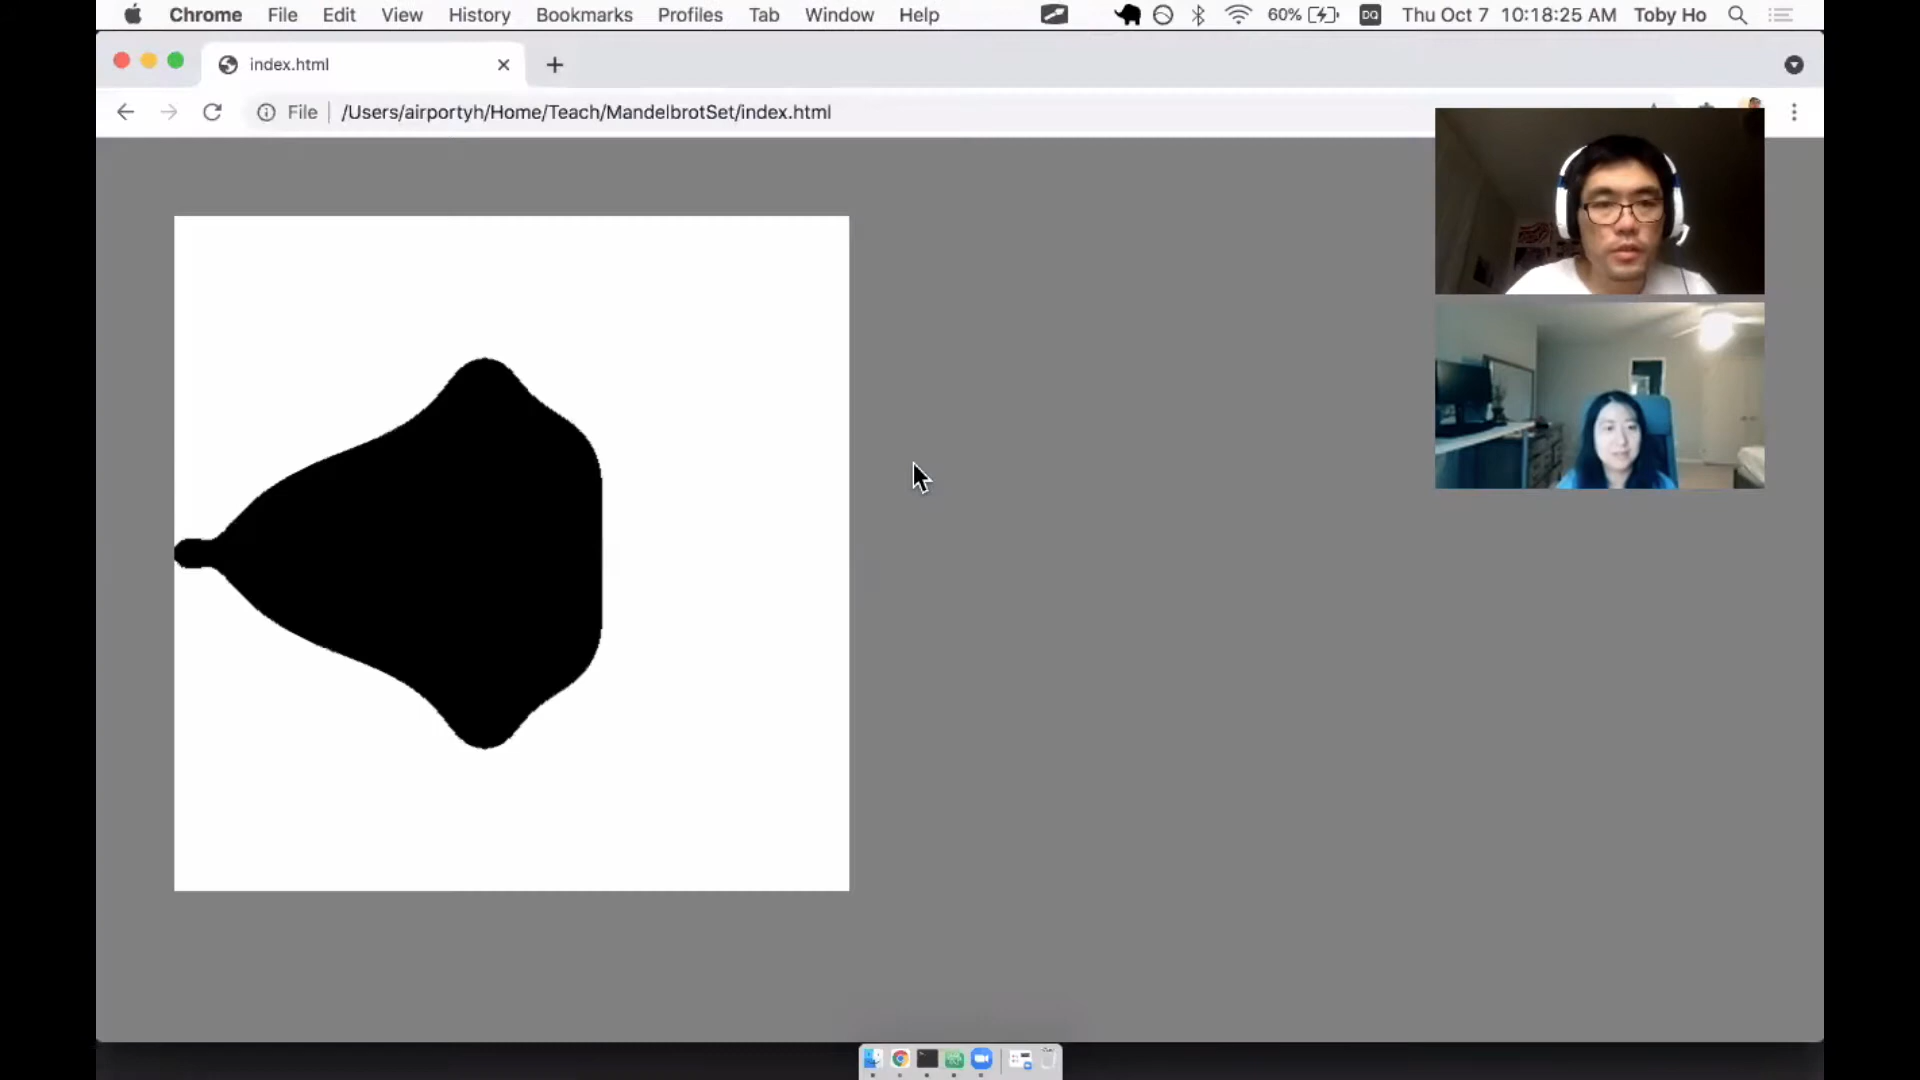 Chrome File Edit View History Bookmarks Profiles Tab Window Help 60% DQ Thu Oct 7 10:18:25 AM Toby Ho
index.html
File /Users/airportyh/Home/Teach/MandelbrotSet/index.html